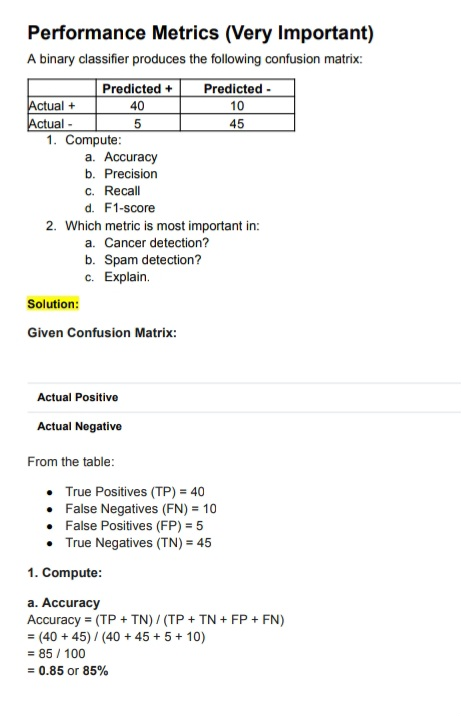 Performance Metrics (Very Important)
A binary classifier produces the following confusion matrix:
Predicted + Predicted -
Actual + 40 10
Actual - 5 45
1. Compute:
a. Accuracy
b. Precision
c. Recall
d. F1-score
2. Which metric is most important in:
a. Cancer detection?
b. Spam detection?
c. Explain.
Solution:
Given Confusion Matrix:
Actual Positive
Actual Negative
From the table:
• True Positives (TP) = 40
• False Negatives (FN) = 10
• False Positives (FP) = 5
• True Negatives (TN) = 45
1. Compute:
a. Accuracy
Accuracy = (TP + TN) / (TP + TN + FP + FN)
= (40 + 45) / (40 + 45 + 5 + 10)
= 85 / 100
= 0.85 or 85%